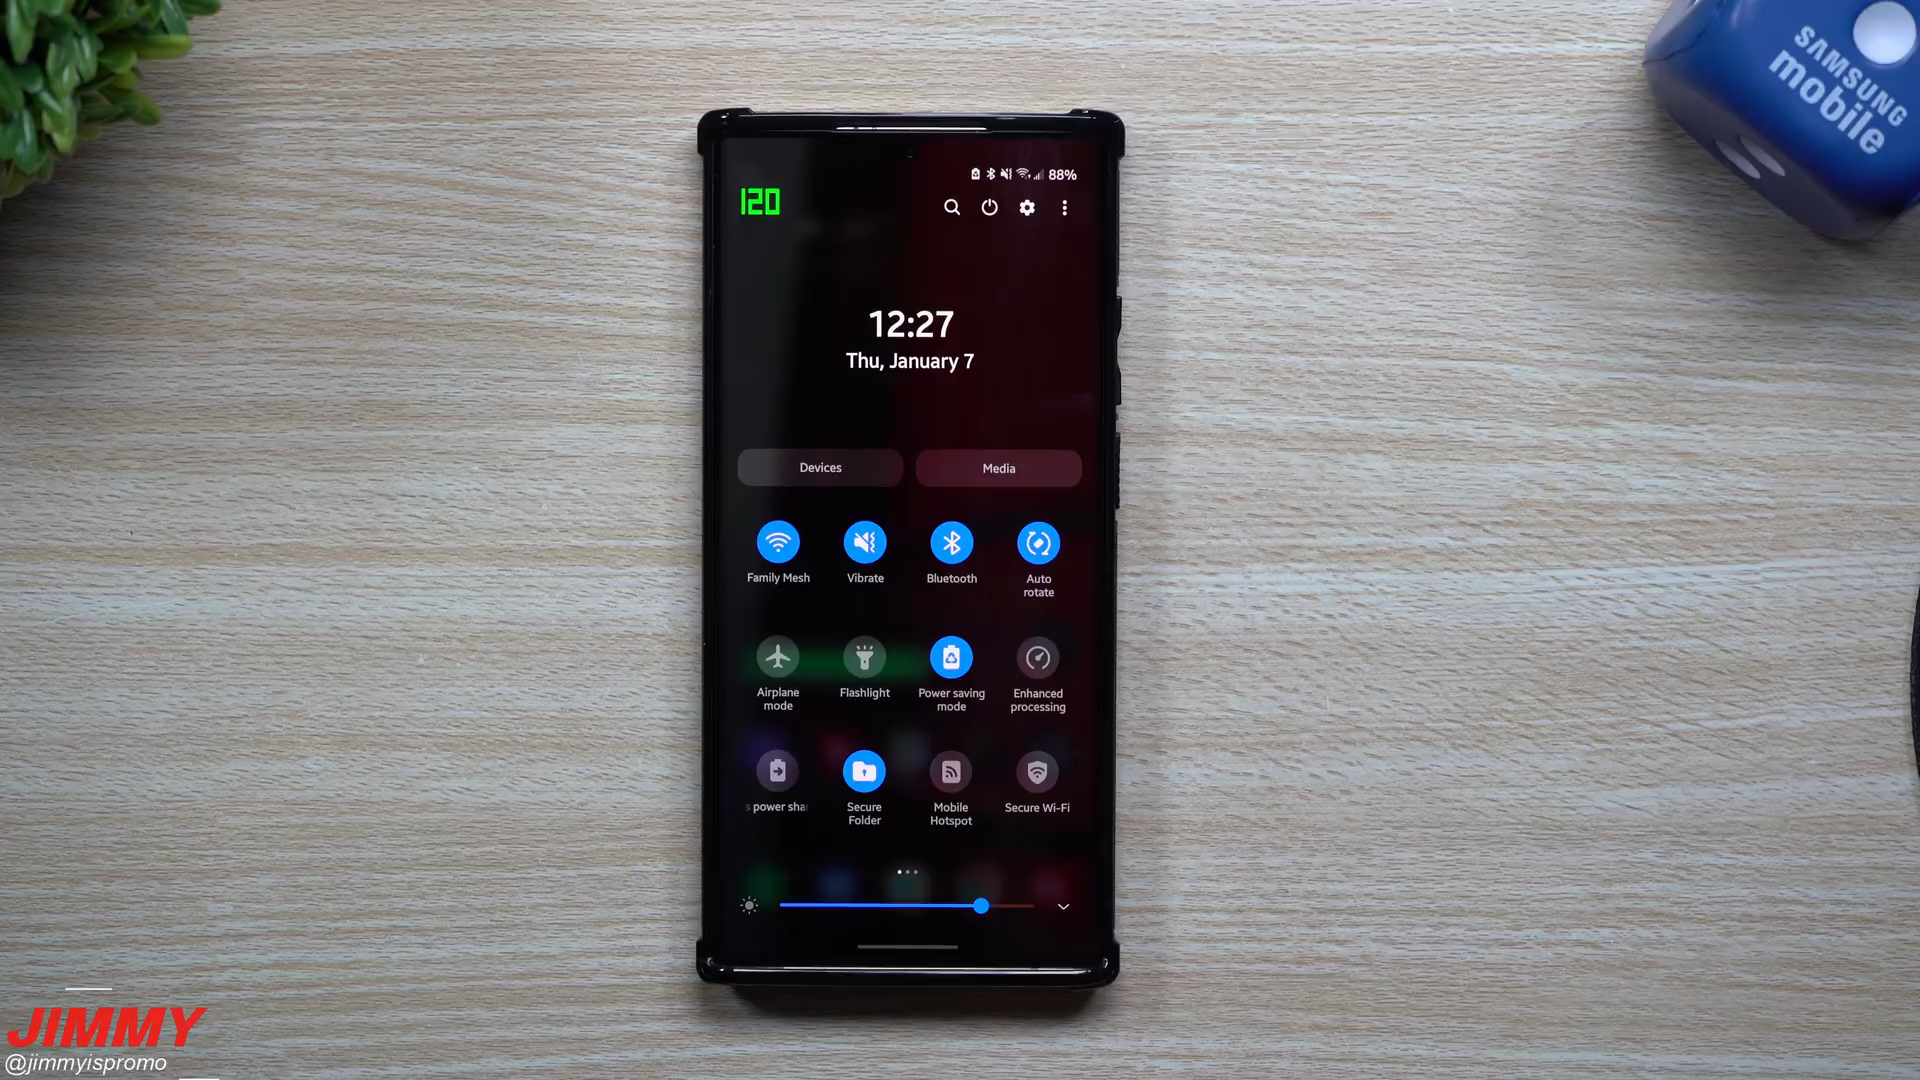 SAMSUNG
mobile
88%
120
12:27
Thu, January 7
Devices
Media
Family Mesh
Vibrate
Bluetooth
Auto
rotate
Airplane
mode
Flashlight
Power saving
mode
Enhanced
processing
s power sha
Secure
Folder
Mobile
Hotspot
Secure Wi-Fi
JIMMY
@jimmyispromo